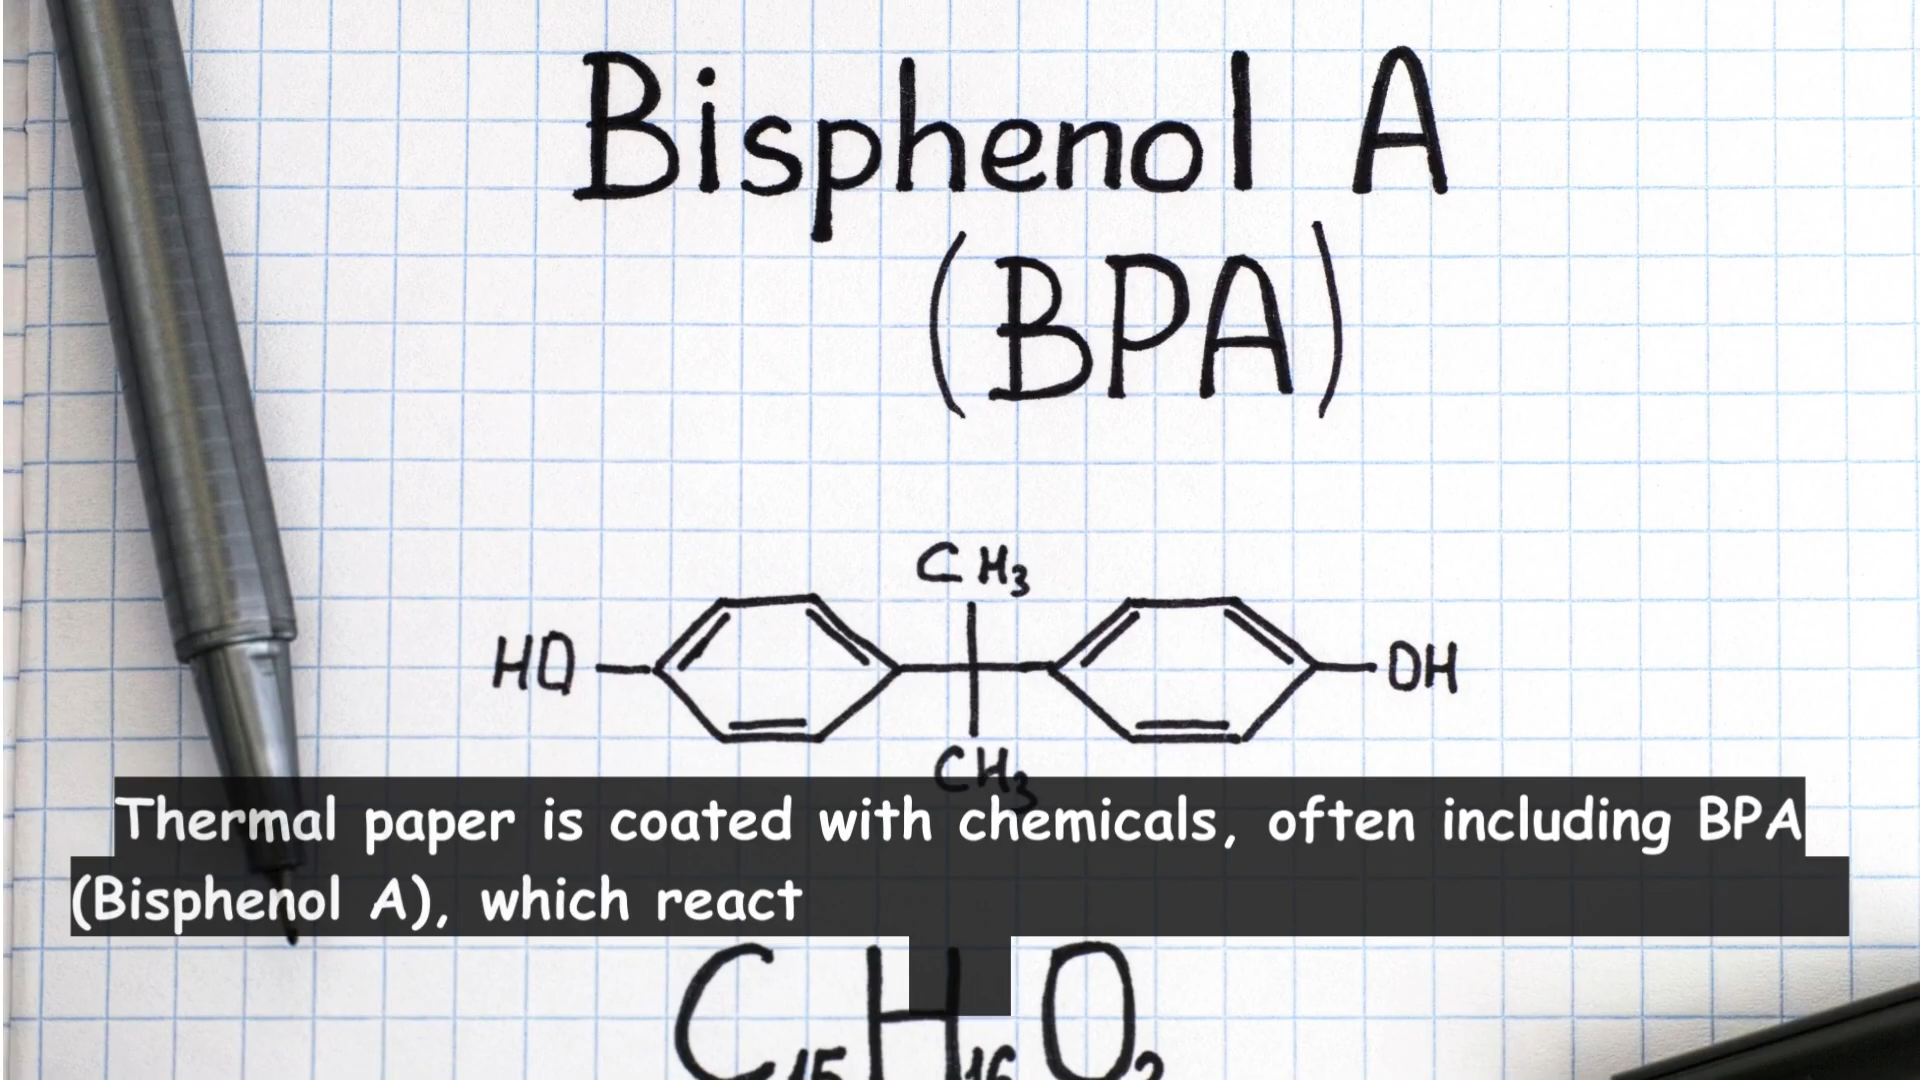 Bisphenol A
(BPA)
CH₃
HO
OH
CH₃
Thermal paper is coated with chemicals, often including BPA
(Bisphenol A), which react
C₁₅H₁₆O₂